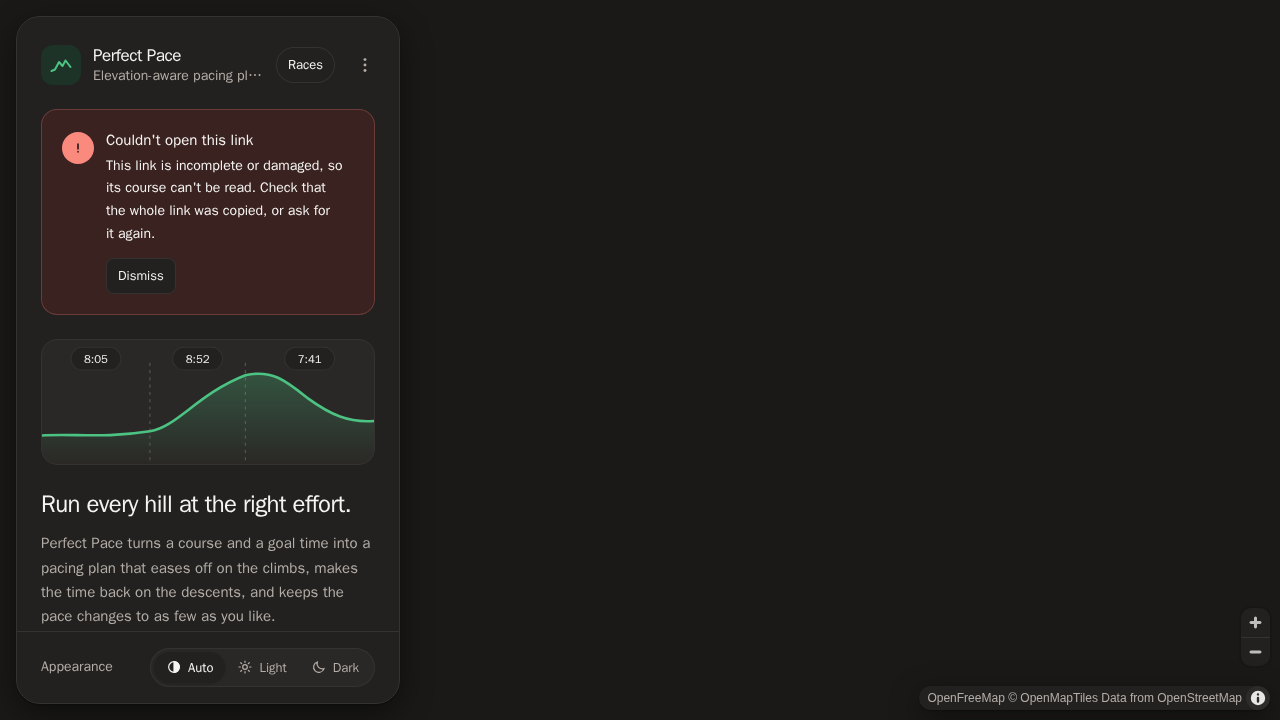 Perfect Pace
Elevation-aware pacing pl···
Races
!
Couldn't open this link
This link is incomplete or damaged, so
its course can't be read. Check that
the whole link was copied, or ask for
it again.
Dismiss
8:05
8:52
7:41
Run every hill at the right effort.
Perfect Pace turns a course and a goal time into a
pacing plan that eases off on the climbs, makes
the time back on the descents, and keeps the
pace changes to as few as you like.
Appearance
Auto
Light
Dark
OpenFreeMap © OpenMapTiles Data from OpenStreetMap